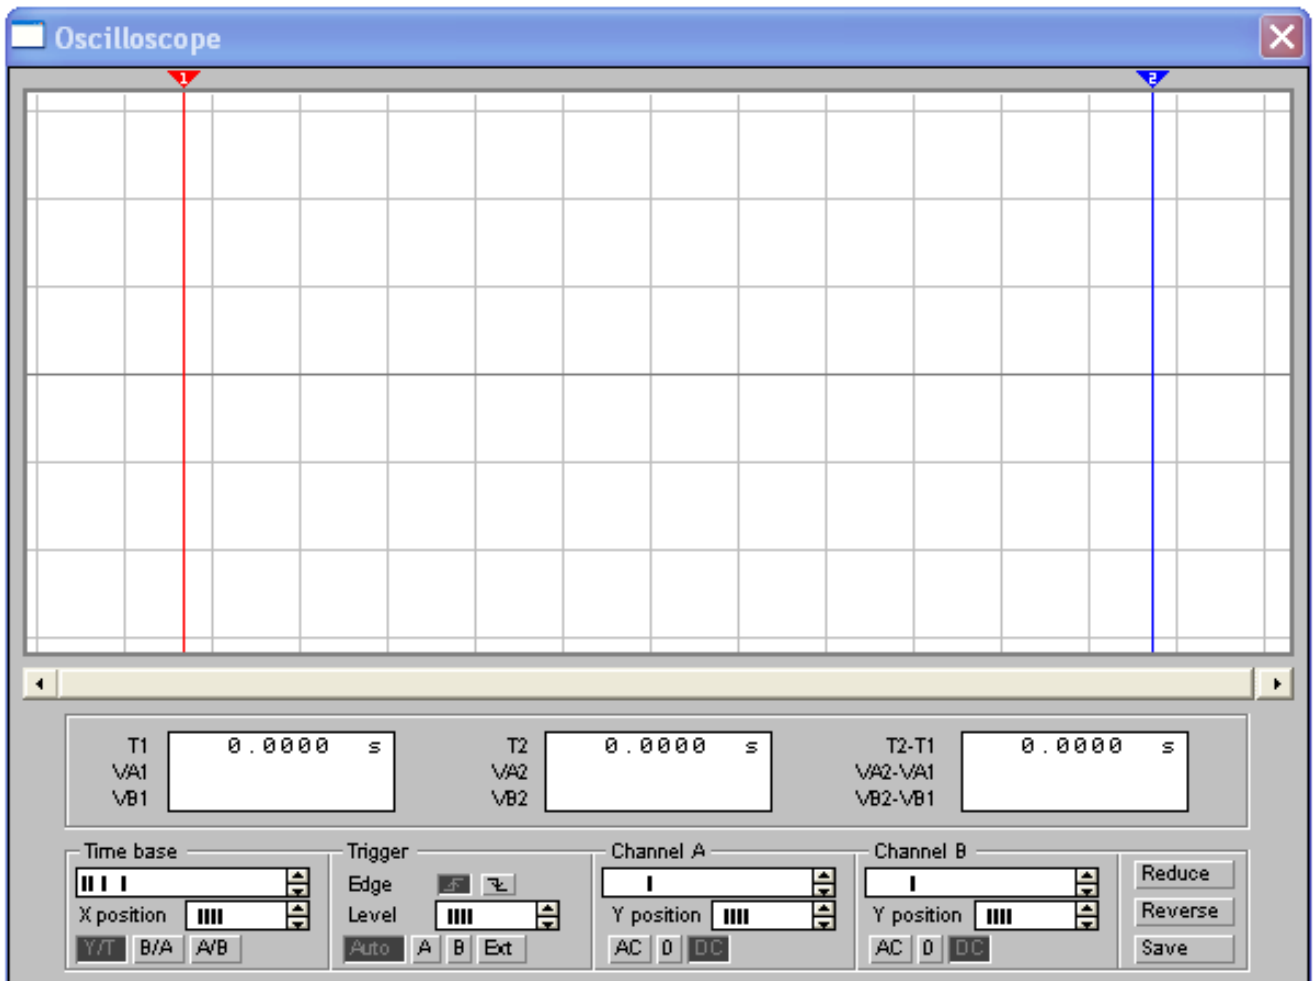 Oscilloscope
1 2
T1 0.0000 s T2 0.0000 s T2-T1 0.0000 s
VA1 VA2 VA2-VA1
VB1 VB2 VB2-VB1
Time base Trigger Channel A Channel B
Edge Reduce
X position Level Y position Y position Reverse
Y/T B/A A/B Auto A B Ext AC 0 DC AC 0 DC Save